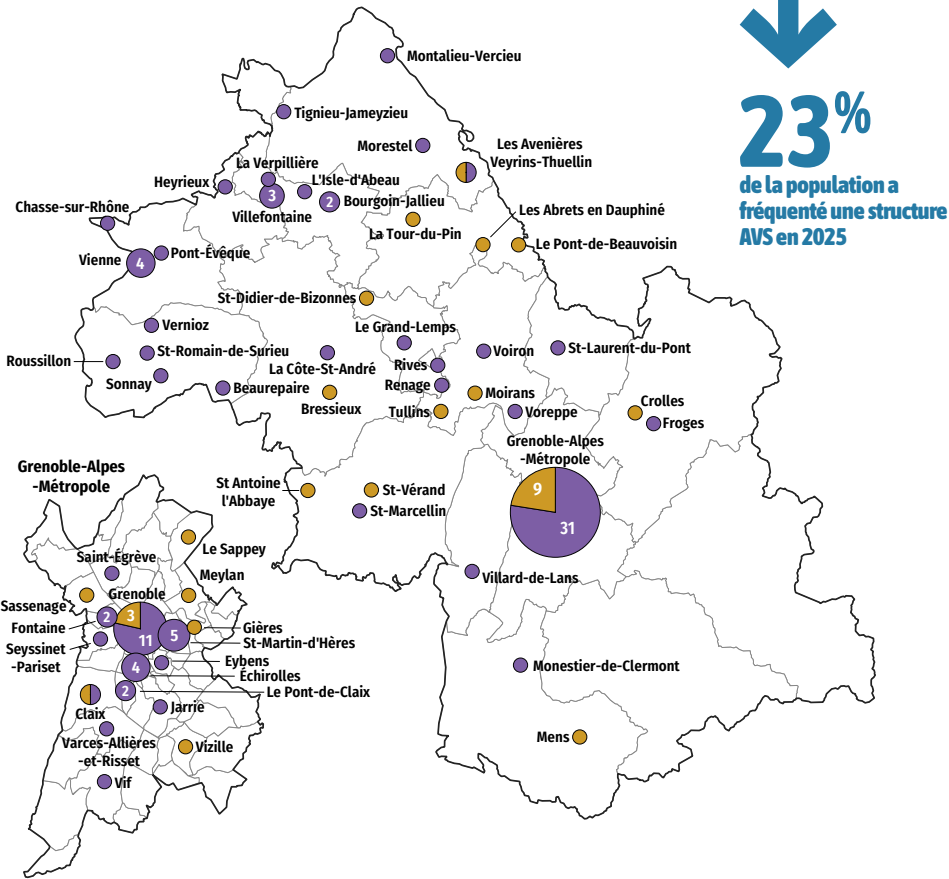 Montalieu-Vercieu
23%
de la population a
fréquenté une structure
AVS en 2025
Tignieu-Jameyzieu
Morestel
Les Avenières
Veyrins-Thuellin
La Verpillière
Heyrieux
L'Isle-d'Abeau
3
Villefontaine
2
Bourgoin-Jallieu
Chasse-sur-Rhône
La Tour-du-Pin
Les Abrets en Dauphiné
Le Pont-de-Beauvoisin
Vienne
4
Pont-Évêque
St-Didier-de-Bizonnes
Vernioz
Le Grand-Lemps
Roussillon
St-Romain-de-Surieu
Sonnay
La Côte-St-André
Rives
Voiron
St-Laurent-du-Pont
Beaurepaire
Renage
Bressieux
Tullins
Moirans
Voreppe
Crolles
Froges
Grenoble-Alpes
-Métropole
9
31
St Antoine
l'Abbaye
St-Vérand
St-Marcellin
Villard-de-Lans
Monestier-de-Clermont
Mens
Grenoble-Alpes
-Métropole
Le Sappey
Saint-Égrève
Meylan
Sassenage
Grenoble
Fontaine
2
3
11
5
Gières
St-Martin-d'Hères
Seyssinet
-Pariset
Eybens
4
Échirolles
2
Le Pont-de-Claix
Claix
Jarrie
Varces-Allières
-et-Risset
Vizille
Vif